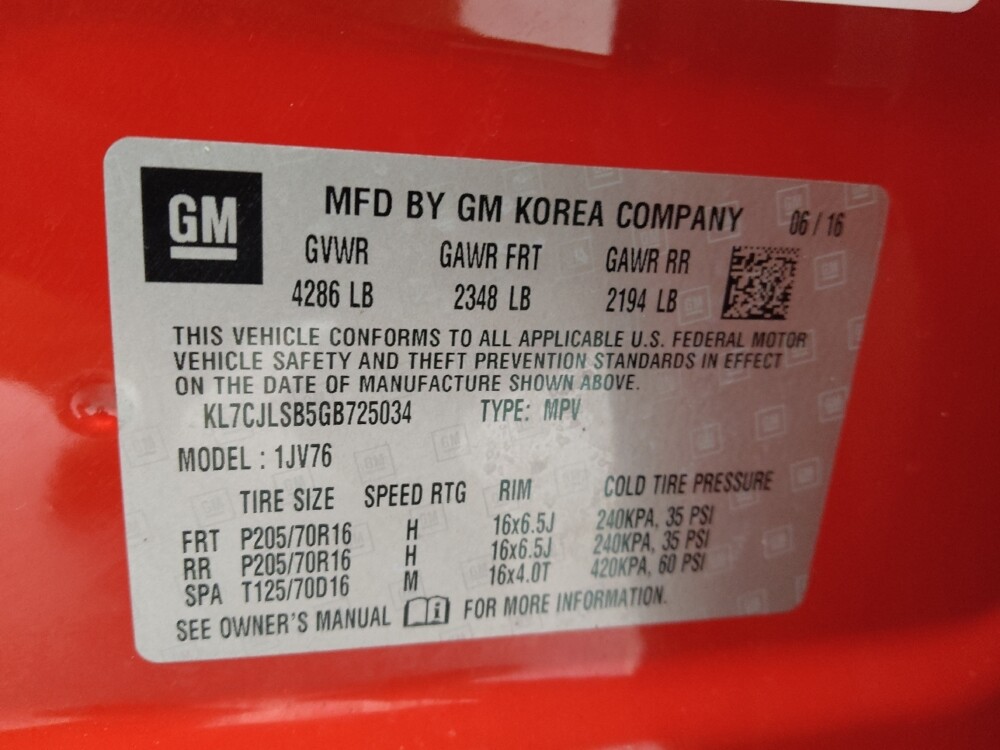 GM
MFD BY GM KOREA COMPANY 06 / 16
GVWR GAWR FRT GAWR RR
4286 LB 2348 LB 2194 LB
THIS VEHICLE CONFORMS TO ALL APPLICABLE U.S. FEDERAL MOTOR
VEHICLE SAFETY AND THEFT PREVENTION STANDARDS IN EFFECT
ON THE DATE OF MANUFACTURE SHOWN ABOVE.
KL7CJLSB5GB725034 TYPE: MPV
MODEL : 1JV76
TIRE SIZE SPEED RTG RIM COLD TIRE PRESSURE
FRT P205/70R16 H 16x6.5J 240KPA, 35 PSI
RR P205/70R16 H 16x6.5J 240KPA, 35 PSI
SPA T125/70D16 M 16x4.0T 420KPA, 60 PSI
SEE OWNER'S MANUAL i FOR MORE INFORMATION.